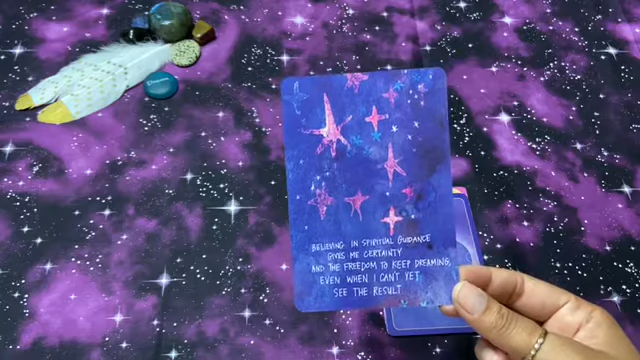 BELIEVING IN SPIRITUAL GUIDANCE
GIVES ME CERTAINTY
AND THE FREEDOM TO KEEP DREAMING,
EVEN WHEN I CAN'T YET
SEE THE RESULT.